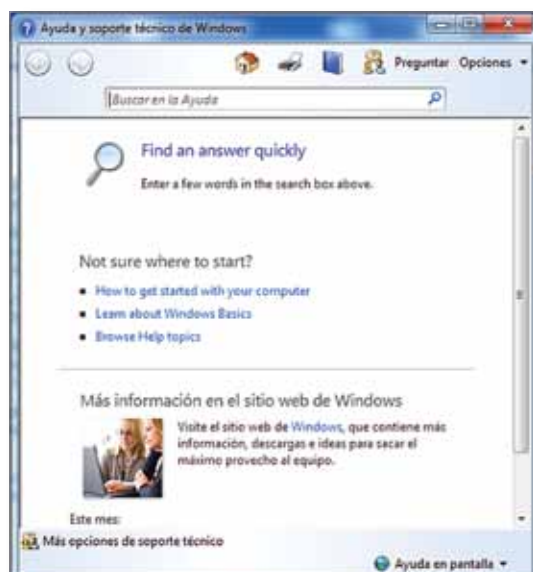 Ayuda y soporte técnico de Windows
Preguntar Opciones
Buscar en la Ayuda
Find an answer quickly
Enter a few words in the search box above.
Not sure where to start?
How to get started with your computer
Learn about Windows Basics
Browse Help topics
Más información en el sitio web de Windows
Visite el sitio web de Windows, que contiene más
información, descargas e ideas para sacar el
máximo provecho al equipo.
Este mes:
Más opciones de soporte técnico
Ayuda en pantalla